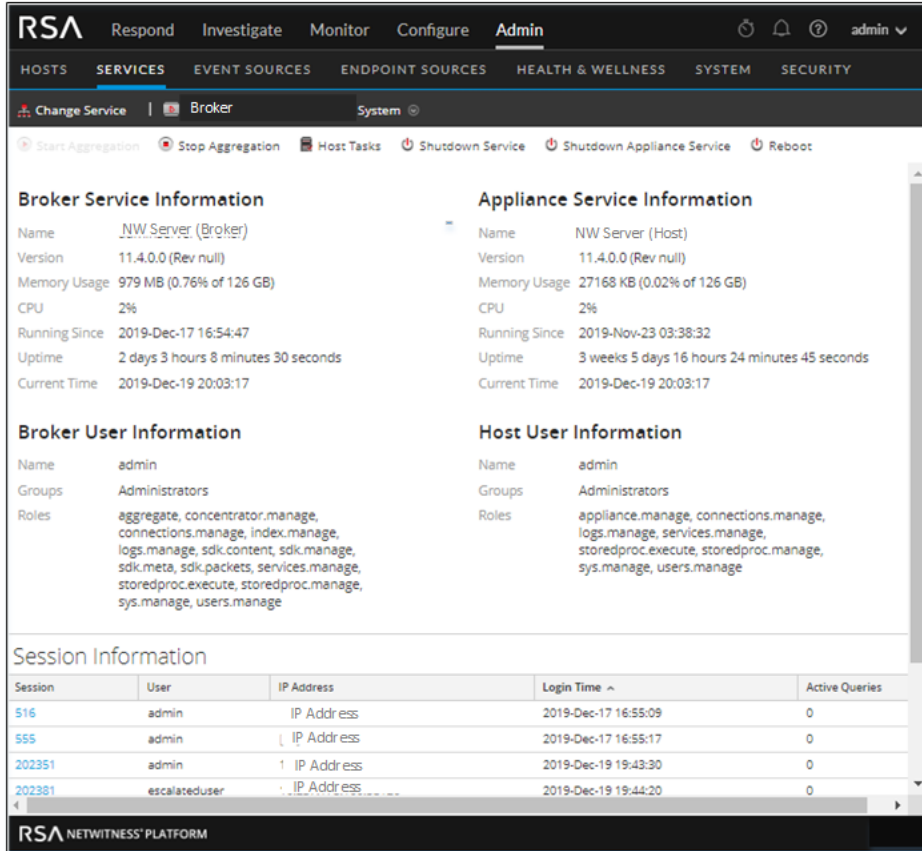 RSA Respond Investigate Monitor Configure Admin admin
HOSTS SERVICES EVENT SOURCES ENDPOINT SOURCES HEALTH & WELLNESS SYSTEM SECURITY
Change Service | Broker System
Start Aggregation Stop Aggregation Host Tasks Shutdown Service Shutdown Appliance Service Reboot
Broker Service Information
Name NW Server (Broker)
Version 11.4.0.0 (Rev null)
Memory Usage 979 MB (0.76% of 126 GB)
CPU 2%
Running Since 2019-Dec-17 16:54:47
Uptime 2 days 3 hours 8 minutes 30 seconds
Current Time 2019-Dec-19 20:03:17
Appliance Service Information
Name NW Server (Host)
Version 11.4.0.0 (Rev null)
Memory Usage 27168 KB (0.02% of 126 GB)
CPU 2%
Running Since 2019-Nov-23 03:38:32
Uptime 3 weeks 5 days 16 hours 24 minutes 45 seconds
Current Time 2019-Dec-19 20:03:17
Broker User Information
Name admin
Groups Administrators
Roles aggregate, concentrator.manage,
connections.manage, index.manage,
logs.manage, sdk.content, sdk.manage,
sdk.meta, sdk.packets, services.manage,
storedproc.execute, storedproc.manage,
sys.manage, users.manage
Host User Information
Name admin
Groups Administrators
Roles appliance.manage, connections.manage,
logs.manage, services.manage,
storedproc.execute, storedproc.manage,
sys.manage, users.manage
Session Information
Session User IP Address Login Time Active Queries
516 admin IP Address 2019-Dec-17 16:55:09 0
555 admin IP Address 2019-Dec-17 16:55:17 0
202351 admin IP Address 2019-Dec-19 19:43:30 0
202381 escalateduser IP Address 2019-Dec-19 19:44:20 0
RSA NETWITNESS® PLATFORM